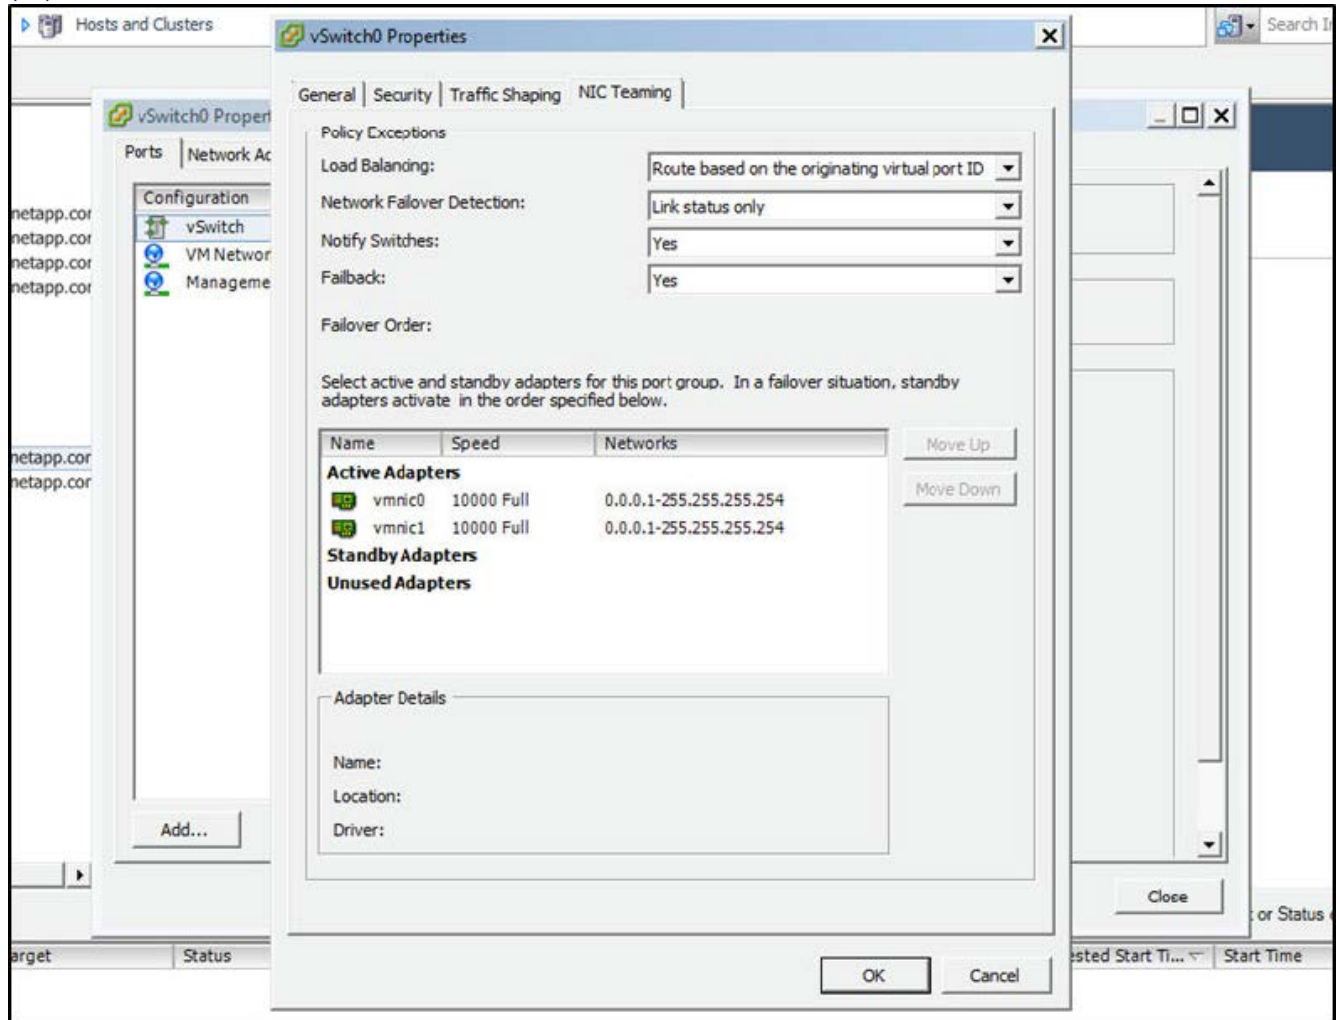 Hosts and Clusters
Search I
vSwitch0 Properties
General Security Traffic Shaping NIC Teaming
vSwitch0 Proper
Ports Network Ac
Policy Exceptions
Load Balancing: Route based on the originating virtual port ID
Configuration
Network Failover Detection: Link status only
netapp.cor
vSwitch
Notify Switches: Yes
netapp.cor
VM Networ
netapp.cor
Failback: Yes
Manageme
netapp.cor
Failover Order:
Select active and standby adapters for this port group. In a failover situation, standby
adapters activate in the order specified below.
Name Speed Networks
Move Up
netapp.cor
Active Adapters
netapp.cor
Move Down
vmnic0 10000 Full 0.0.0.1-255.255.255.254
vmnic1 10000 Full 0.0.0.1-255.255.255.254
Standby Adapters
Unused Adapters
Adapter Details
Name:
Location:
Driver:
Add...
Close
or Status
arget Status
ested Start Ti... Start Time
OK Cancel